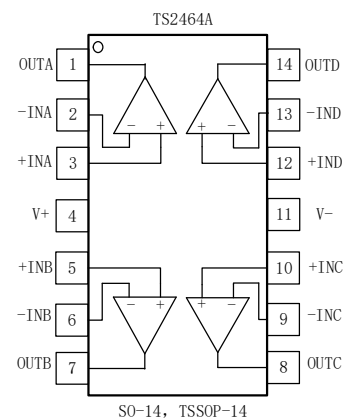 TS2464A
OUTA 1 14 OUTD
-INA 2 13 -IND
- + + -
+INA 3 12 +IND
V+ 4 11 V-
+INB 5 10 +INC
- + + -
-INB 6 9 -INC
OUTB 7 8 OUTC
SO-14, TSSOP-14